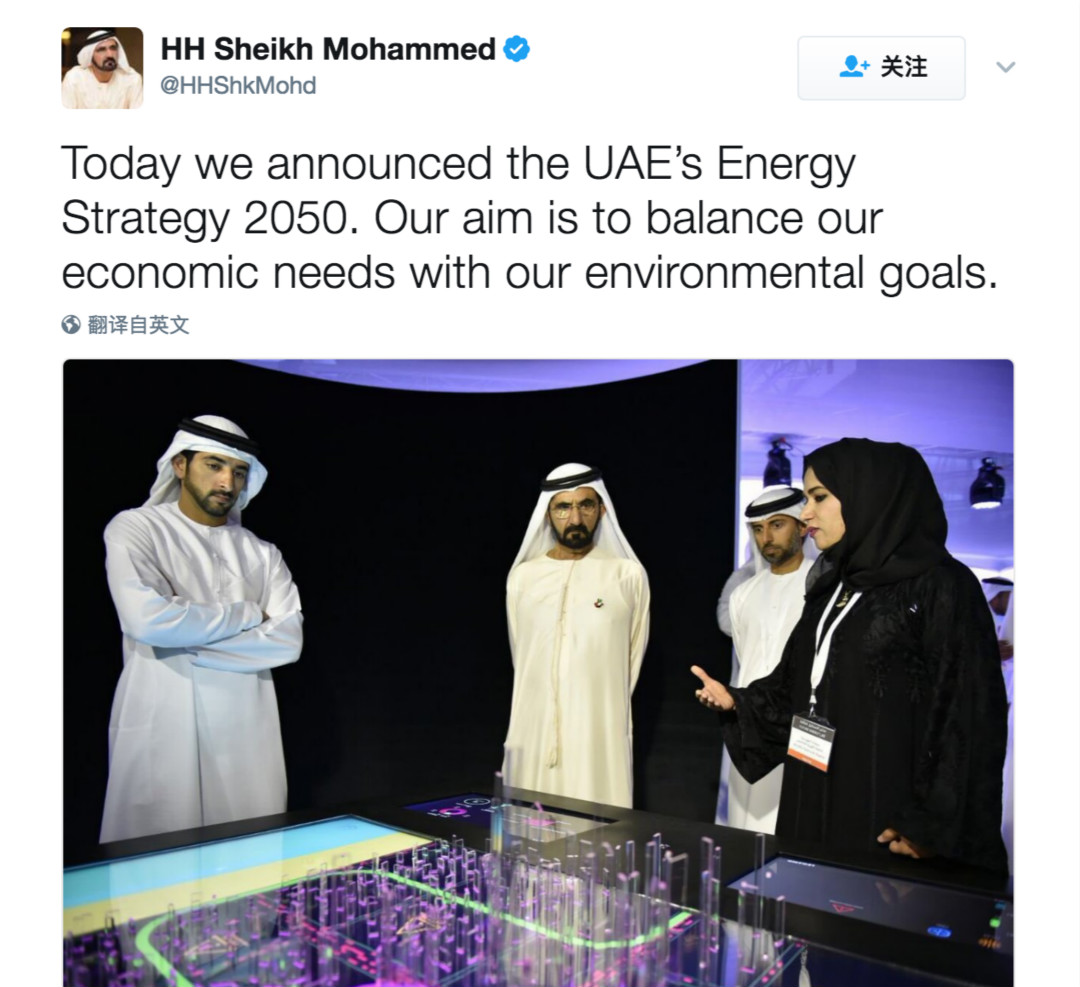 HH Sheikh Mohammed
@HHShkMohd
关注
Today we announced the UAE’s Energy
Strategy 2050. Our aim is to balance our
economic needs with our environmental goals.
翻译自英文